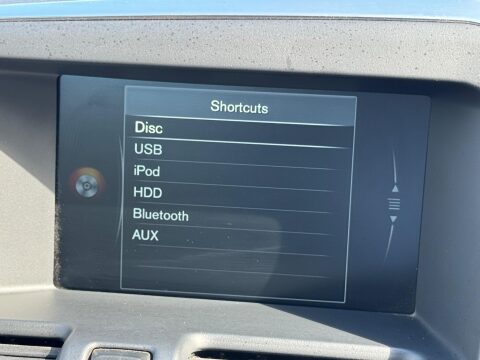 Shortcuts
Disc
USB
iPod
HDD
Bluetooth
AUX